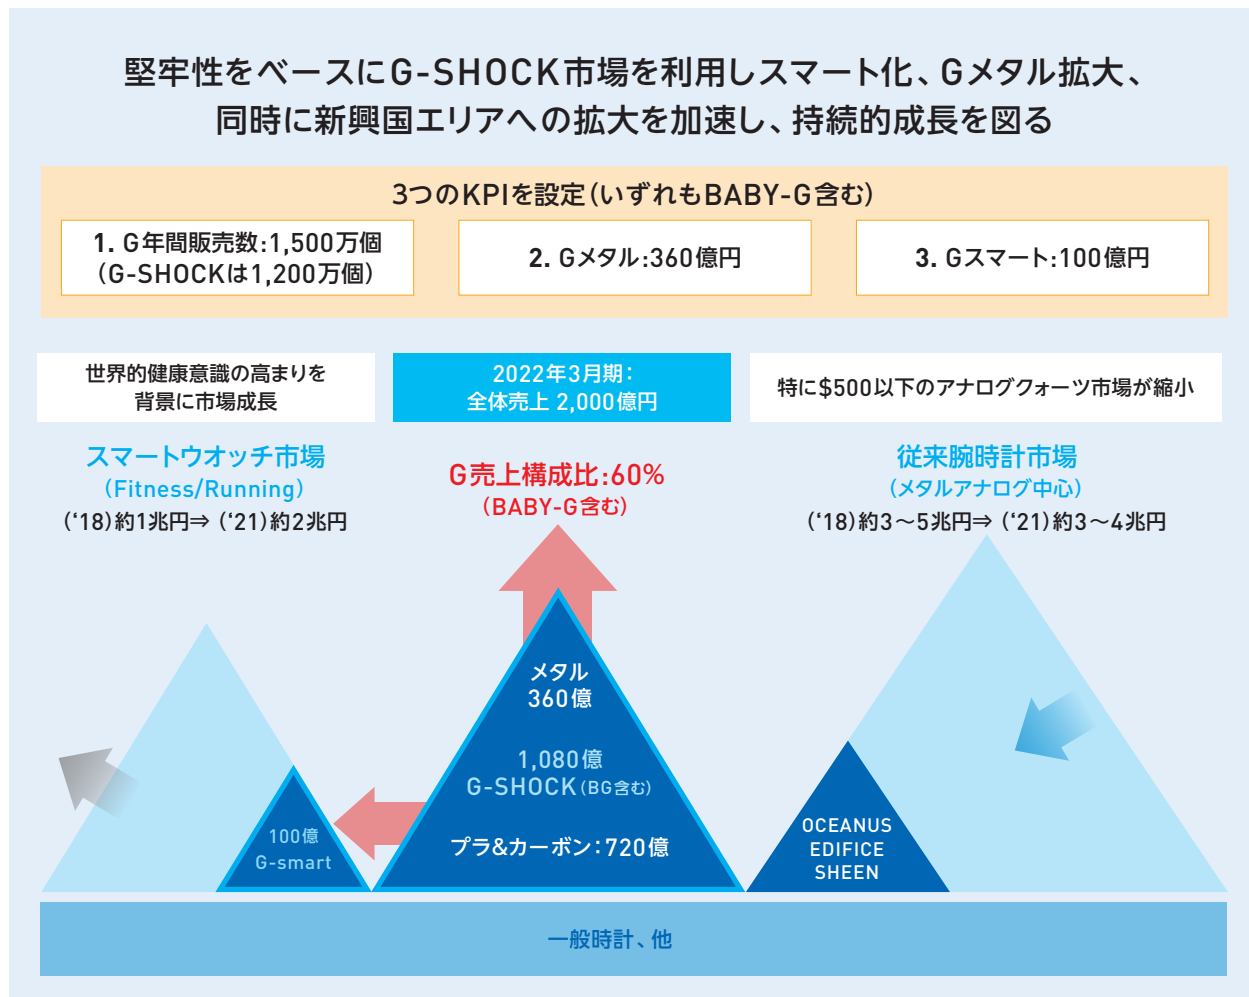 堅牢性をベースにG-SHOCK市場を利用しスマート化、Gメタル拡大、
同時に新興国エリアへの拡大を加速し、持続的成長を図る
3つのKPIを設定（いずれもBABY-G含む）
1. G年間販売数:1,500万個
（G-SHOCKは1,200万個）
2. Gメタル:360億円
3. Gスマート:100億円
世界的健康意識の高まりを
背景に市場成長
2022年3月期：
全体売上 2,000億円
特に$500以下のアナログクォーツ市場が縮小
スマートウオッチ市場
（Fitness/Running）
（‘18）約1兆円⇒（‘21）約2兆円
G売上構成比:60%
（BABY-G含む）
従来腕時計市場
（メタルアナログ中心）
（‘18）約3～5兆円⇒（‘21）約3～4兆円
メタル
360億
1,080億
G-SHOCK（BG含む）
プラ&カーボン：720億
100億
G-smart
OCEANUS
EDIFICE
SHEEN
一般時計、他